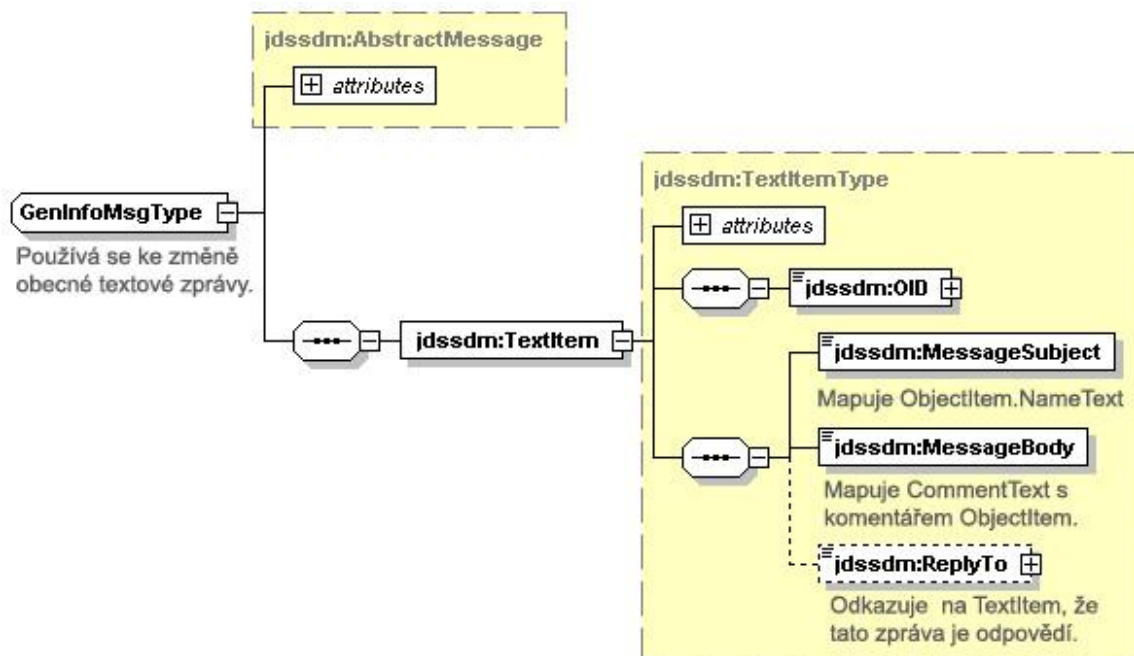 jdssdm:AbstractMessage
attributes
GenInfoMsgType
Používá se ke změně
obecné textové zprávy.
jdssdm:TextItem
jdssdm:TextItemType
attributes
jdssdm:OID
jdssdm:MessageSubject
Mapuje ObjectItem.NameText
jdssdm:MessageBody
Mapuje CommentText s
komentářem ObjectItem.
jdssdm:ReplyTo
Odkazuje na TextItem, že
tato zpráva je odpovědí.